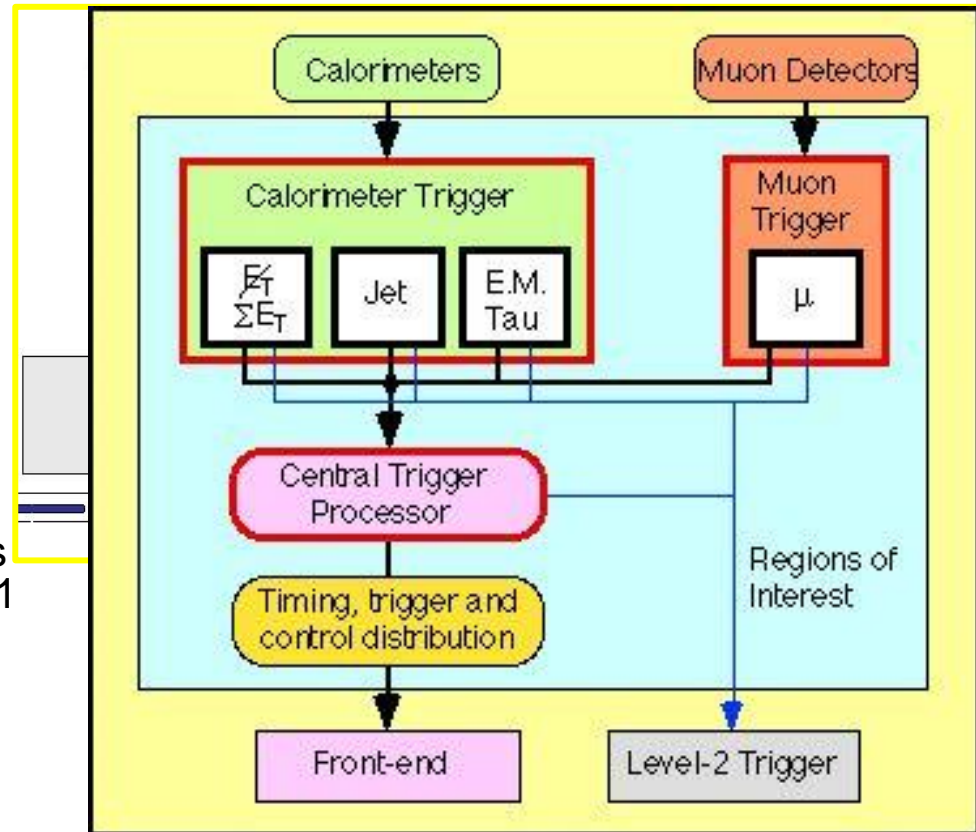 Calorimeters
Muon Detectors
Calorimeter Trigger
Muon
Trigger
E̸T
ΣET
Jet
E.M.
Tau
μ
Central Trigger
Processor
Regions of
Interest
s
1
Timing, trigger and
control distribution
Front-end
Level-2 Trigger